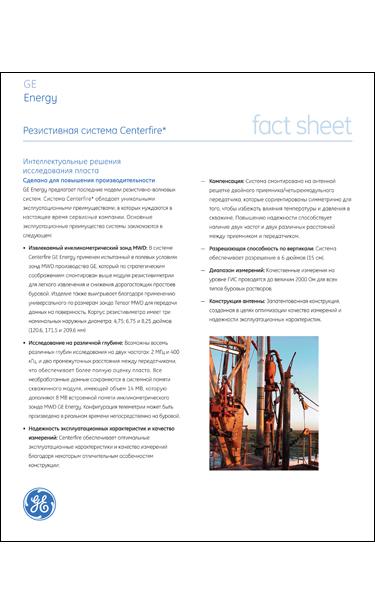 GE
Energy
Резистивная система Centerfire*
fact sheet
Интеллектуальные решения
исследования пласта
Сделано для повышения производительности
GE Energy предлагает последние модели резистивно-волновых
систем. Система Centerfire* обладает уникальными
эксплуатационными преимуществами, в которых нуждаются в
настоящее время сервисные компании. Основные
эксплуатационные преимущества системы заключаются в
следующем:
• Извлекаемый инклинометрический зонд MWD: В системе
Centerfire GE Energy применен испытанный в полевых условиях
зонд MWD производства GE, который по стратегическим
соображениям смонтирован выше модуля резистивиметрии
для легкого извлечения и снижения дорогостоящих простоев
буровой. Изделие также выигрывает благодаря применению
универсального по размерам зонда Tensor MWD для передачи
данных на поверхность. Корпус резистивиметра имеет три
номинальных наружных диаметра: 4,75; 6,75 и 8,25 дюймов
(120.6, 171.5 и 209.6 мм)
• Исследование на различной глубине: Возможны восемь
различных глубин исследования на двух частотах: 2 МГц и 400
кГц, и два промежуточных расстояния между передатчиками,
что обеспечивает более полную оценку пласта. Все
необработанные данные сохраняются в системной памяти
скважинного модуля, имеющей объем 14 MB, которую
дополняют 8 MB встроенной памяти инклинометрического
зонда MWD GE Energy. Конфигурация телеметрии может быть
произведена в реальном времени непосредственно на буровой.
• Надежность эксплуатационных характеристик и качество
измерений: Centerfire обеспечивает оптимальные
эксплуатационные характеристики и качество измерений
благодаря некоторым отличительным особенностям
конструкции:
— Компенсация: Система смонтирована на антенной
решетке двойного приемника/четырехмодульного
передатчика, которые сориентированы симметрично для
того, чтобы избежать влияния температуры и давления в
скважине. Повышению надежности способствует
наличие двух частот и двух различных расстояний
между приемником и передатчиком.
— Разрешающая способность по вертикали: Система
обеспечивает разрешение в 6 дюймов (15 см).
— Диапазон измерений: Качественные измерения на
уровне ГИС проводятся до величин 2000 Ом для всех
типов буровых растворов.
— Конструкция антенны: Запатентованная конструкция,
созданная в целях оптимизации качества измерений и
надежности эксплуатационных характеристик.
GE